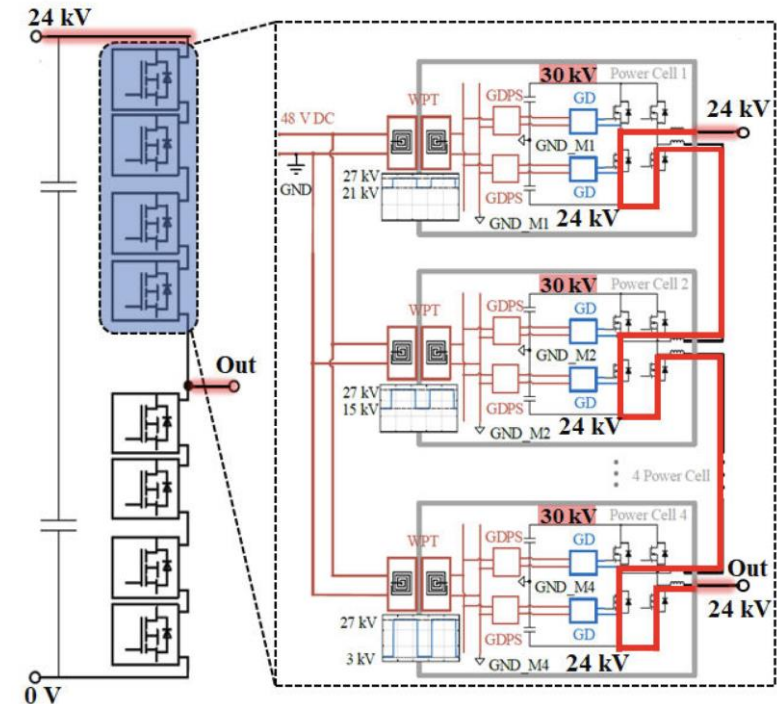 24 kV
Out
0 V
48 V DC
GND
WPT
27 kV
21 kV
GDPS
GDPS
GND_M1
30 kV
Power Cell 1
GD
GND_M1
GD
24 kV
24 kV
WPT
27 kV
15 kV
GDPS
GDPS
GND_M2
30 kV
Power Cell 2
GD
GND_M2
GD
24 kV
4 Power Cell
WPT
27 kV
3 kV
GDPS
GDPS
GND_M4
30 kV
Power Cell 4
GD
GND_M4
GD
24 kV
Out
24 kV